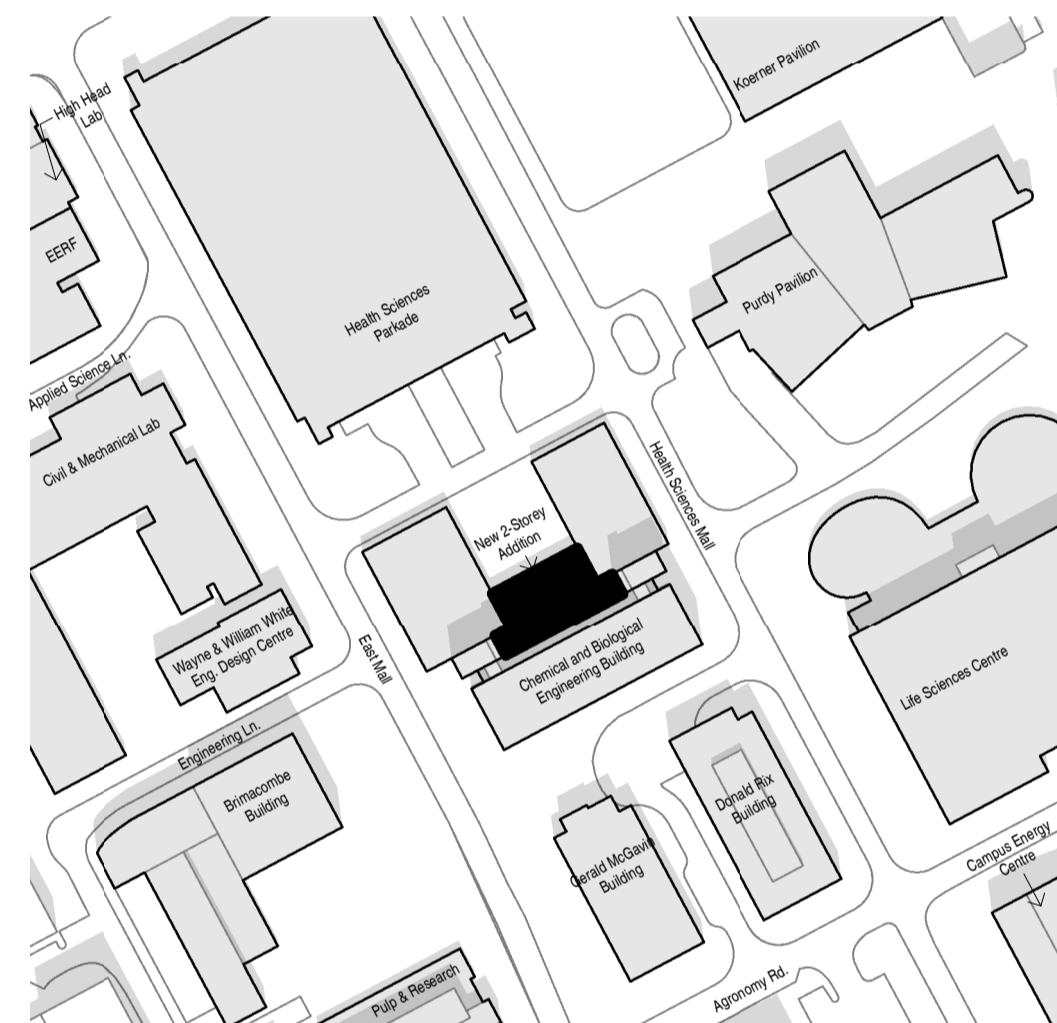 Koerner Pavilion
High Head
Lab
EERF
Health Sciences
Parkade
Purdy Pavilion
Applied Science Ln.
Civil & Mechanical Lab
Health Sciences Mall
New 2-Storey
Addition
Wayne & William White
Eng. Design Centre
East Mall
Chemical and Biological
Engineering Building
Life Sciences Centre
Engineering Ln.
Brimacombe
Building
Donald Rix
Building
Gerald McGavin
Building
Campus Energy
Centre
Pulp & Research
Agronomy Rd.